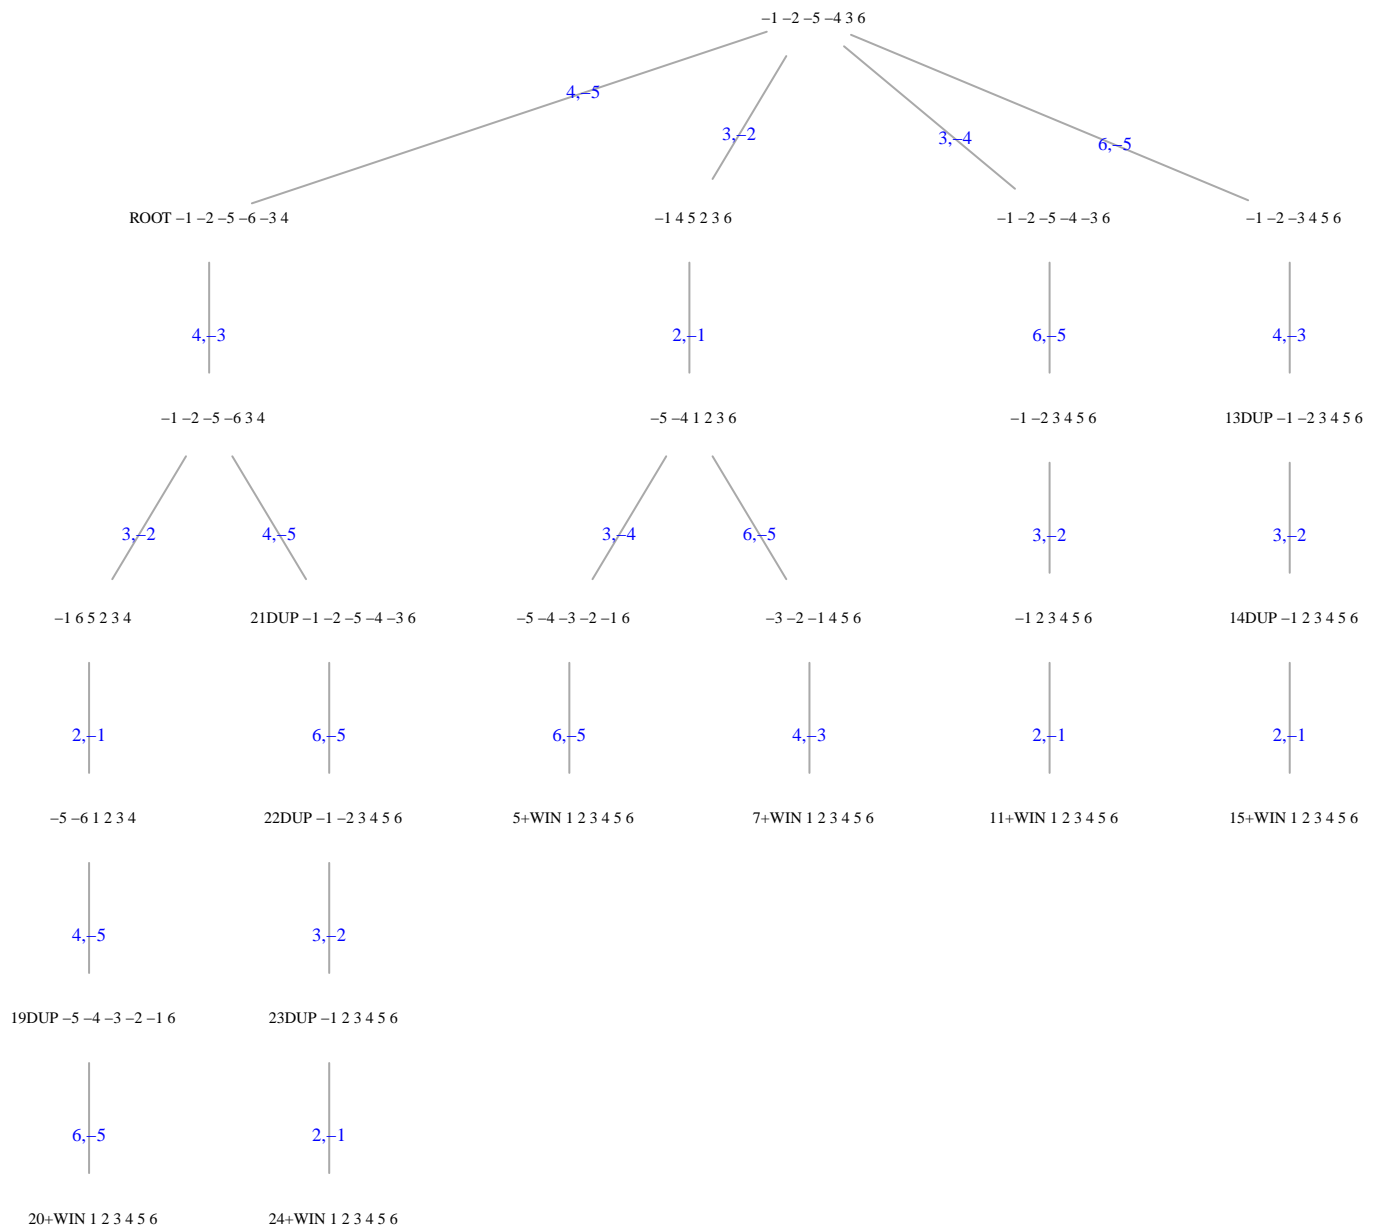 −1 −2 −5 −4 3 6
4,−5
3,−2
3,−4
6,−5
ROOT −1 −2 −5 −6 −3 4
−1 4 5 2 3 6
−1 −2 −5 −4 −3 6
−1 −2 −3 4 5 6
4,−3
2,−1
6,−5
4,−3
−1 −2 −5 −6 3 4
−5 −4 1 2 3 6
−1 −2 3 4 5 6
13DUP −1 −2 3 4 5 6
3,−2
4,−5
3,−4
6,−5
3,−2
3,−2
−1 6 5 2 3 4
21DUP −1 −2 −5 −4 −3 6
−5 −4 −3 −2 −1 6
−3 −2 −1 4 5 6
−1 2 3 4 5 6
14DUP −1 2 3 4 5 6
2,−1
6,−5
6,−5
4,−3
2,−1
2,−1
−5 −6 1 2 3 4
22DUP −1 −2 3 4 5 6
5+WIN 1 2 3 4 5 6
7+WIN 1 2 3 4 5 6
11+WIN 1 2 3 4 5 6
15+WIN 1 2 3 4 5 6
4,−5
3,−2
19DUP −5 −4 −3 −2 −1 6
23DUP −1 2 3 4 5 6
6,−5
2,−1
20+WIN 1 2 3 4 5 6
24+WIN 1 2 3 4 5 6